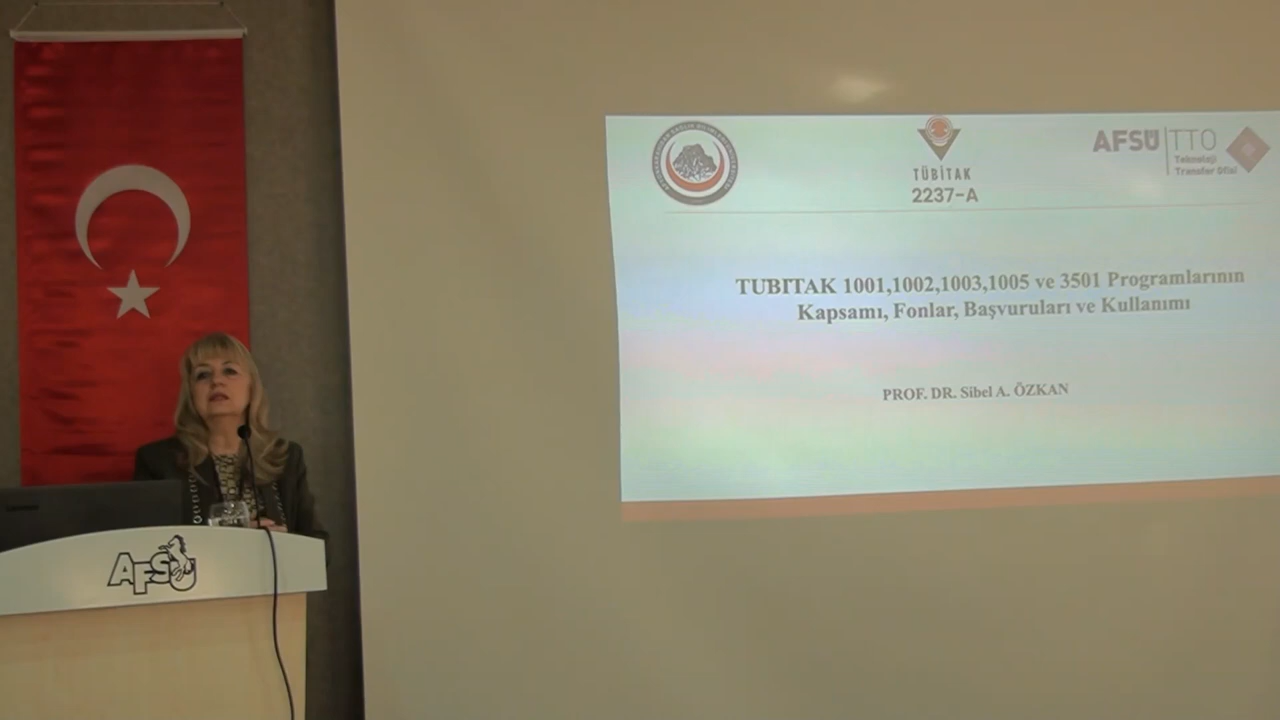 TÜBİTAK
2237-A
AFSÜ TTO
Teknoloji
Transfer Ofisi
TUBITAK 1001,1002,1003,1005 ve 3501 Programlarının
Kapsamı, Fonlar, Başvuruları ve Kullanımı
PROF. DR. Sibel A. ÖZKAN
AFSÜ